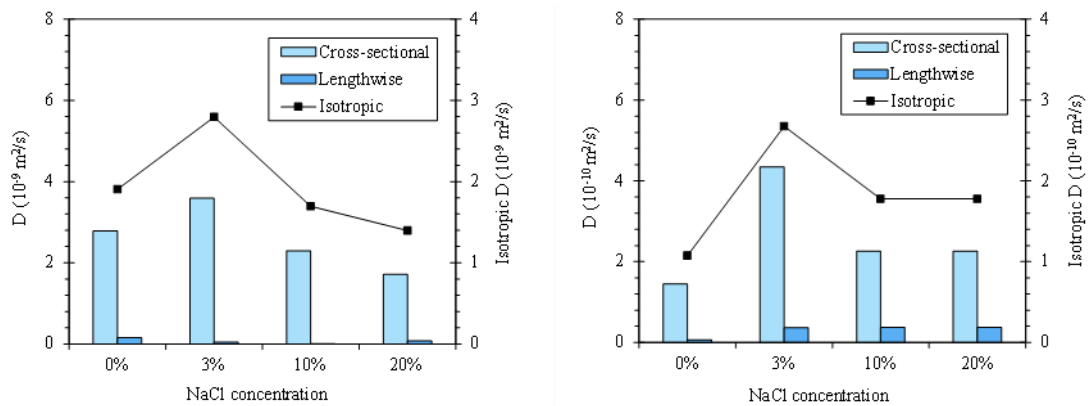 8
6
4
2
0
D (10⁻⁹ m²/s)
Cross-sectional
Lengthwise
Isotropic
4
3
2
1
0
Isotropic D (10⁻⁹ m²/s)
0% 3% 10% 20%
NaCl concentration
8
6
4
2
0
D (10⁻¹⁰ m²/s)
Cross-sectional
Lengthwise
Isotropic
4
3
2
1
0
Isotropic D (10⁻¹⁰ m²/s)
0% 3% 10% 20%
NaCl concentration